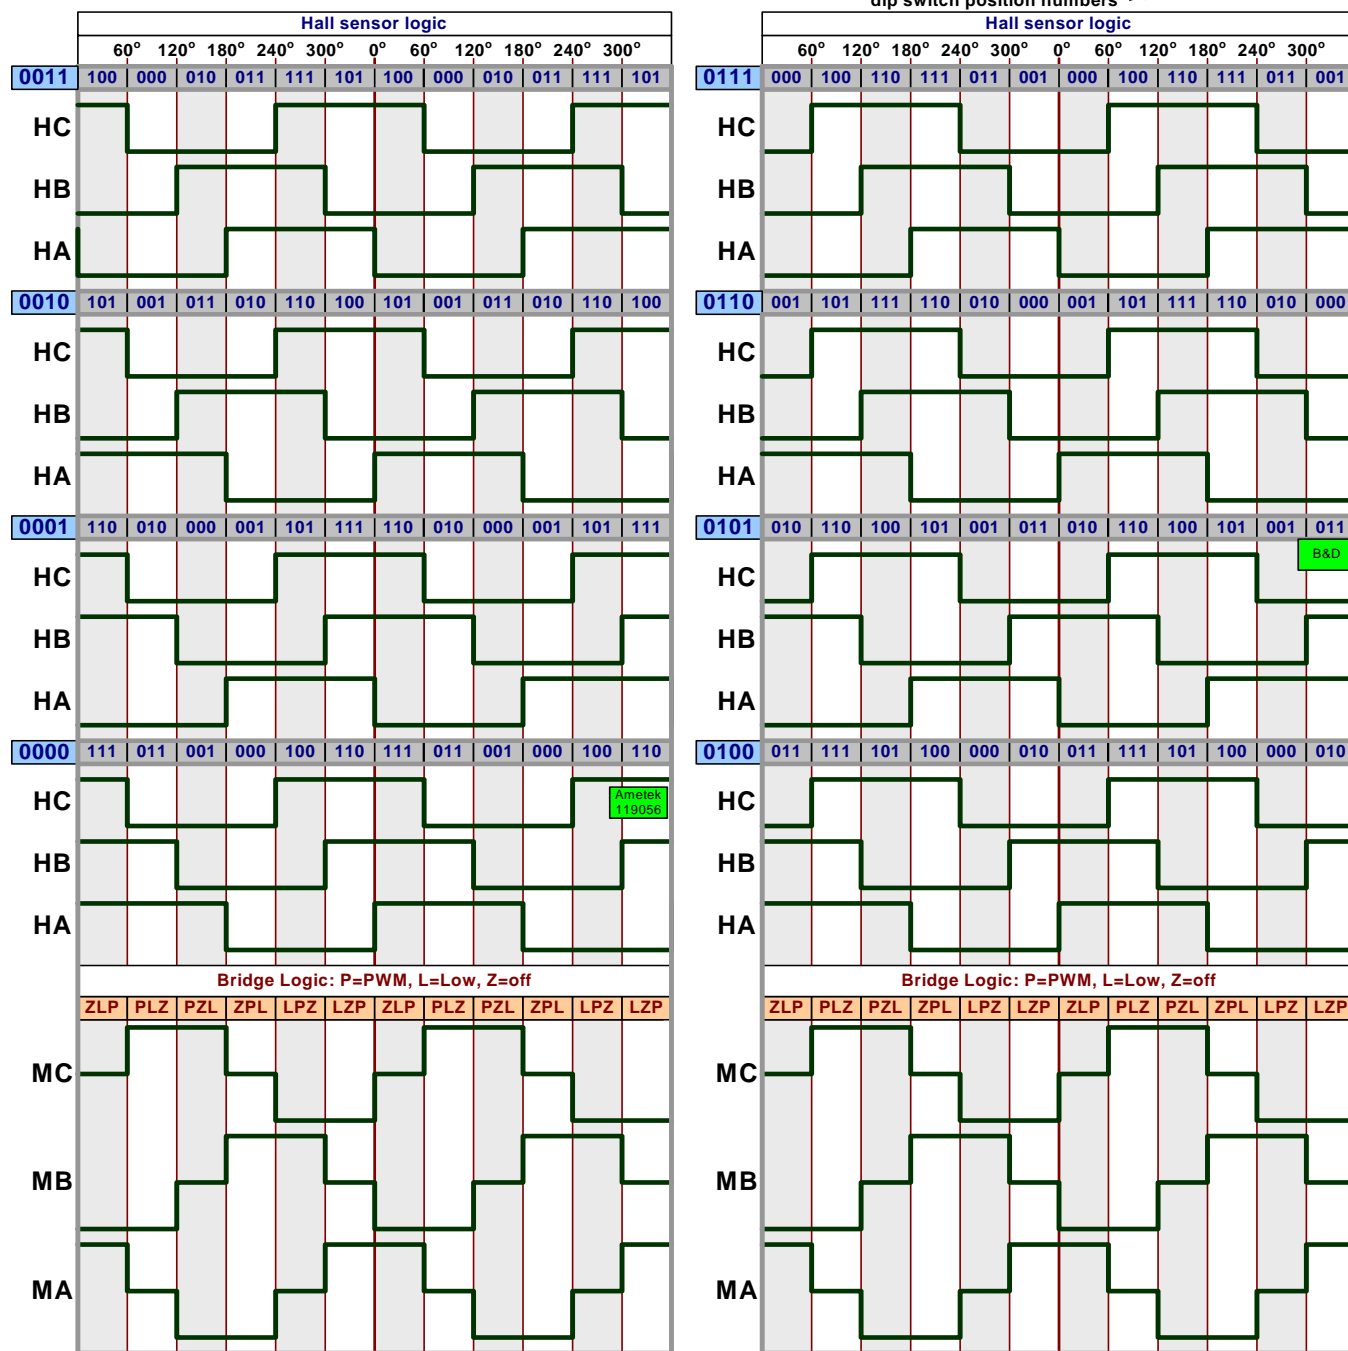 dip switch position numbers
Hall sensor logic
60° 120° 180° 240° 300° 0° 60° 120° 180° 240° 300°
0011 100 000 010 011 111 101 100 000 010 011 111 101
HC
HB
HA
0010 101 001 011 010 110 100 101 001 011 010 110 100
HC
HB
HA
0001 110 010 000 001 101 111 110 010 000 001 101 111
HC
HB
HA
0000 111 011 001 000 100 110 111 011 001 000 100 110
HC
Ametek
119056
HB
HA
Bridge Logic: P=PWM, L=Low, Z=off
ZLP PLZ PZL ZPL LPZ LZP ZLP PLZ PZL ZPL LPZ LZP
MC
MB
MA
Hall sensor logic
60° 120° 180° 240° 300° 0° 60° 120° 180° 240° 300°
0111 000 100 110 111 011 001 000 100 110 111 011 001
HC
HB
HA
0110 001 101 111 110 010 000 001 101 111 110 010 000
HC
HB
HA
0101 010 110 100 101 001 011 010 110 100 101 001 011
B&D
HC
HB
HA
0100 011 111 101 100 000 010 011 111 101 100 000 010
HC
HB
HA
Bridge Logic: P=PWM, L=Low, Z=off
ZLP PLZ PZL ZPL LPZ LZP ZLP PLZ PZL ZPL LPZ LZP
MC
MB
MA